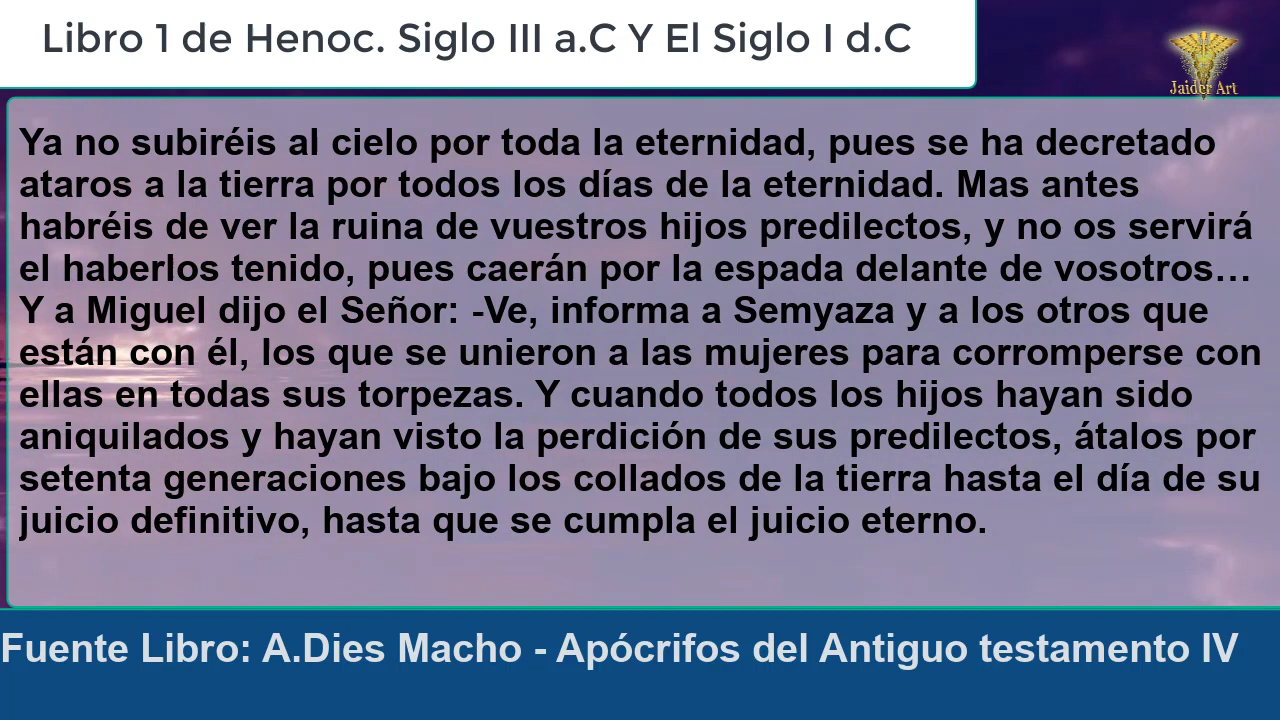 Libro 1 de Henoc. Siglo III a.C Y El Siglo I d.C
Jaider Art
Ya no subiréis al cielo por toda la eternidad, pues se ha decretado
ataros a la tierra por todos los días de la eternidad. Mas antes
habréis de ver la ruina de vuestros hijos predilectos, y no os servirá
el haberlos tenido, pues caerán por la espada delante de vosotros…
Y a Miguel dijo el Señor: -Ve, informa a Semyaza y a los otros que
están con él, los que se unieron a las mujeres para corromperse con
ellas en todas sus torpezas. Y cuando todos los hijos hayan sido
aniquilados y hayan visto la perdición de sus predilectos, átalos por
setenta generaciones bajo los collados de la tierra hasta el día de su
juicio definitivo, hasta que se cumpla el juicio eterno.
Fuente Libro: A.Dies Macho - Apócrifos del Antiguo testamento IV